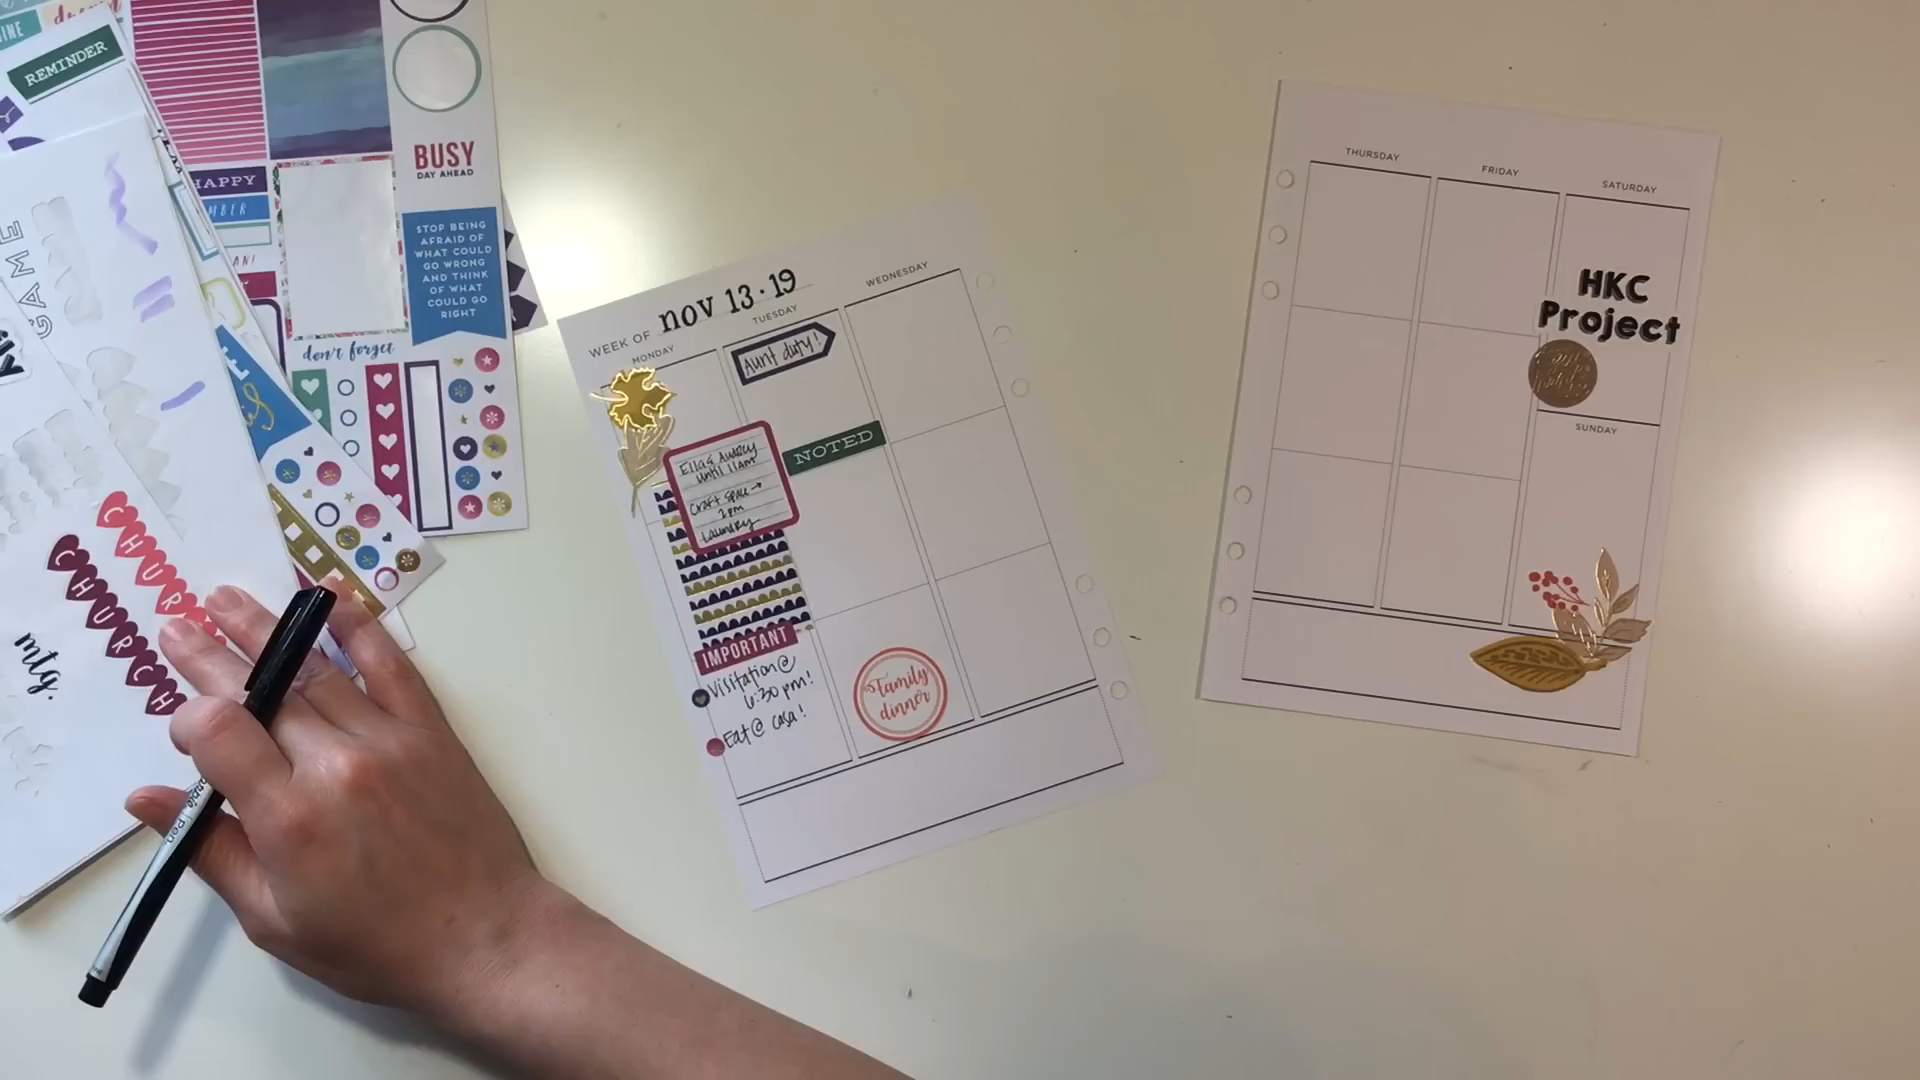 REMINDER
HAPPY
BUSY
DAY AHEAD
STOP BEING
AFRAID OF
WHAT COULD
GO WRONG
AND THINK
OF WHAT
COULD GO
RIGHT
don't forget
GAME
CHUR
CHURCH
mtg.
Pen
WEEK OF nov 13.19
MONDAY
TUESDAY
WEDNESDAY
Aunt duty!
NOTED
Ella & Audrey
Until 11am
Craft Space →
2pm
Laundry
IMPORTANT
Visitation @
6:30 pm!
Eat @ casa!
Family
dinner
THURSDAY
FRIDAY
SATURDAY
HKC
Project
SUNDAY